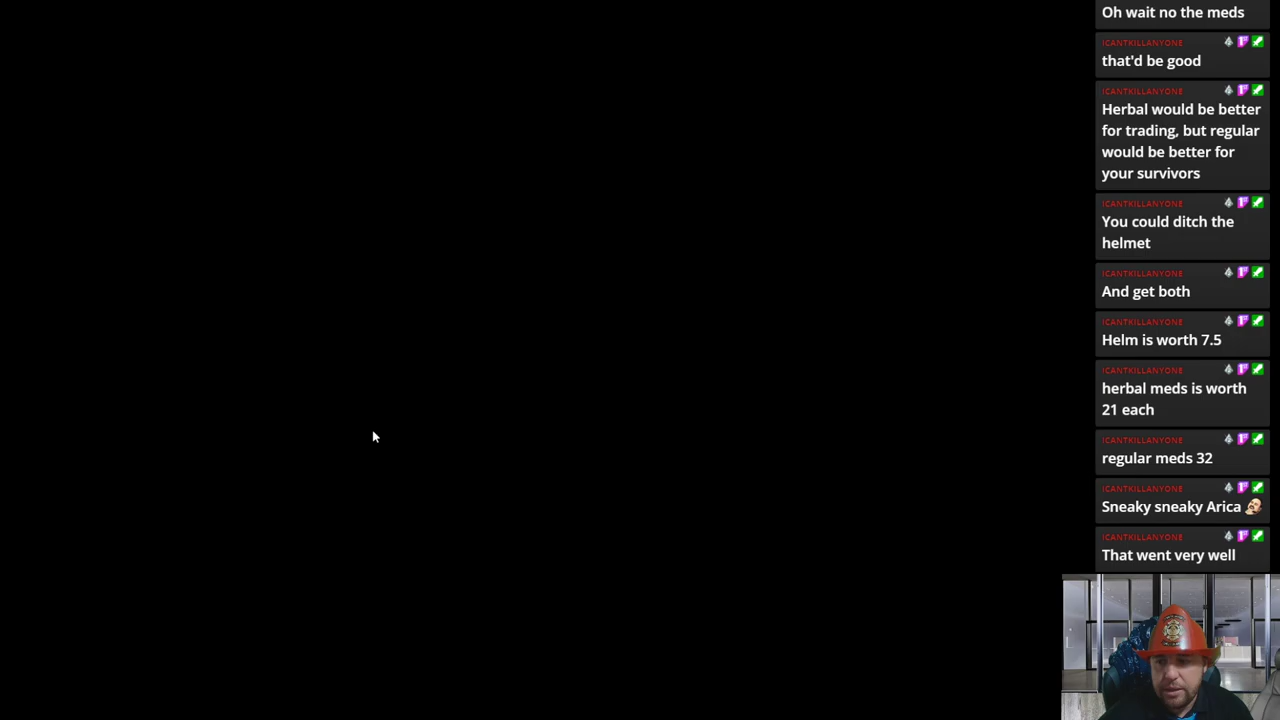 Oh wait no the meds
ICANTKILLANYONE
that'd be good
ICANTKILLANYONE
Herbal would be better
for trading, but regular
would be better for
your survivors
ICANTKILLANYONE
You could ditch the
helmet
ICANTKILLANYONE
And get both
ICANTKILLANYONE
Helm is worth 7.5
ICANTKILLANYONE
herbal meds is worth
21 each
ICANTKILLANYONE
regular meds 32
ICANTKILLANYONE
Sneaky sneaky Arica
ICANTKILLANYONE
That went very well